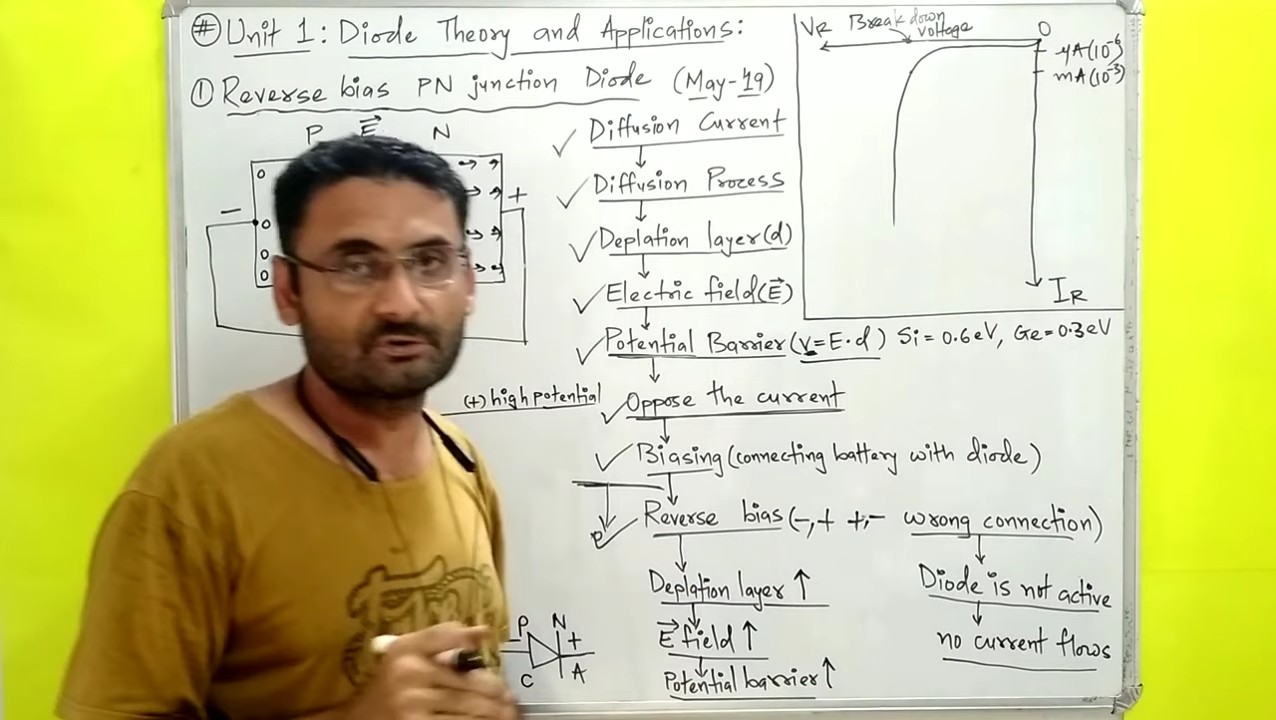 # Unit 1: Diode Theory and Applications:
① Reverse bias PN junction Diode (May-19)
P E⃗ N
− +
Diffusion Current
Diffusion Process
Deplation layer(d)
Electric field(E⃗)
Potential Barrier(v=E·d) Si=0.6eV, Ge=0.3eV
(+) high potential
Oppose the current
Biasing(connecting battery with diode)
Reverse bias(-,+ +,- wrong connection)
Deplation layer ↑
E⃗ field ↑
Potential barrier ↑
Diode is not active
no current flows
P N
− +
C A
VR Breakdown voltage O
μA(10⁻⁶)
mA(10⁻³)
IR